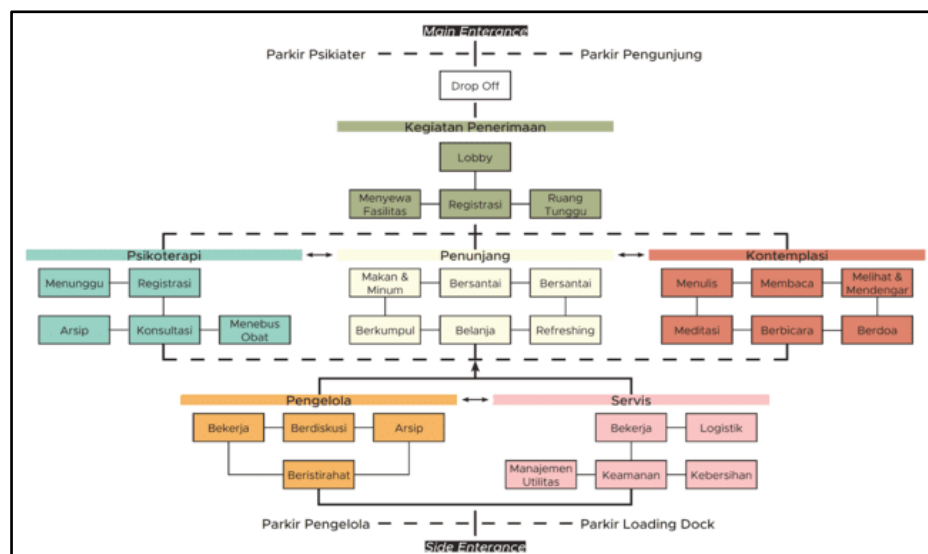 Main Enterance
Parkir Psikiater
Parkir Pengunjung
Drop Off
Kegiatan Penerimaan
Lobby
Menyewa
Fasilitas
Registrasi
Ruang
Tunggu
Psikoterapi
Penunjang
Kontemplasi
Menunggu
Registrasi
Makan &
Minum
Bersantai
Bersantai
Menulis
Membaca
Melihat &
Mendengar
Arsip
Konsultasi
Menebus
Obat
Berkumpul
Belanja
Refreshing
Meditasi
Berbicara
Berdoa
Pengelola
Servis
Bekerja
Berdiskusi
Arsip
Bekerja
Logistik
Beristirahat
Manajemen
Utilitas
Keamanan
Kebersihan
Parkir Pengelola
Parkir Loading Dock
Side Enterance